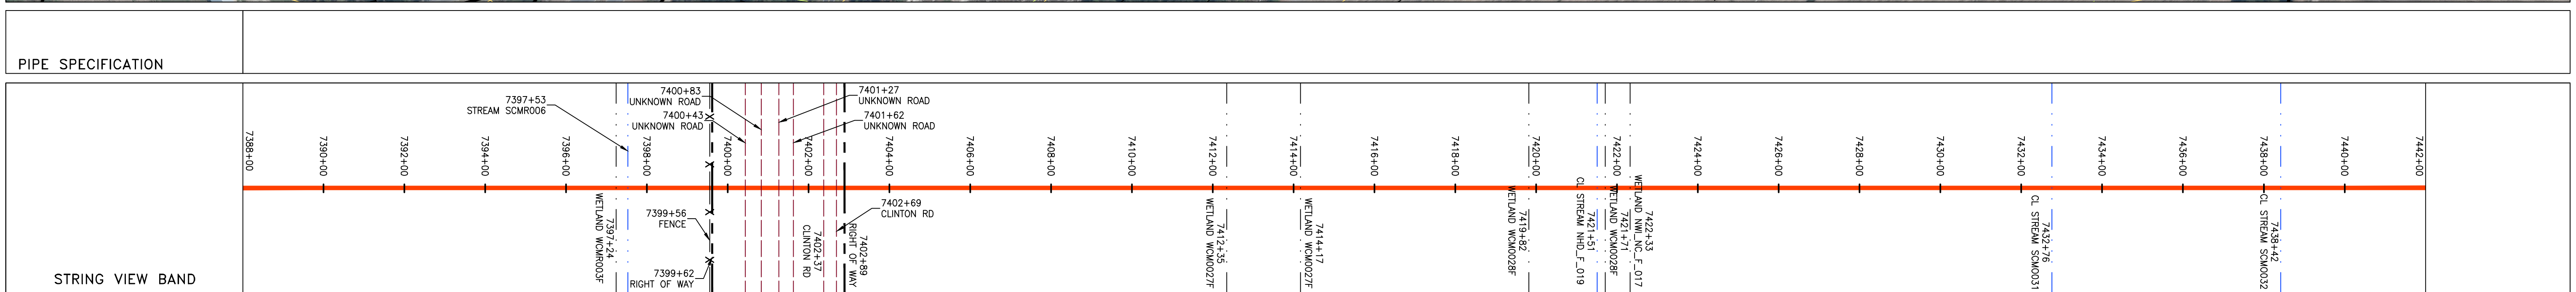 PIPE SPECIFICATION
STRING VIEW BAND
7388+00
7390+00
7392+00
7394+00
7396+00
7398+00
7400+00
7402+00
7404+00
7406+00
7408+00
7410+00
7412+00
7414+00
7416+00
7418+00
7420+00
7422+00
7424+00
7426+00
7428+00
7430+00
7432+00
7434+00
7436+00
7438+00
7440+00
7442+00
7397+24
WETLAND WCMR003F
7397+53
STREAM SCMR006
7399+56
FENCE
7399+62
RIGHT OF WAY
7400+43
UNKNOWN ROAD
7400+83
UNKNOWN ROAD
7401+27
UNKNOWN ROAD
7401+62
UNKNOWN ROAD
7402+37
CLINTON RD
7402+69
CLINTON RD
7402+89
RIGHT OF WAY
7412+35
WETLAND WCMO027F
7414+17
WETLAND WCMO027F
7419+82
WETLAND WCMO028F
7421+51
CL STREAM NHD_F_019
7421+71
WETLAND WCMO028F
7422+33
WETLAND NIWI_NC_F_017
7432+76
CL STREAM SCMO031
7438+42
CL STREAM SCMO032